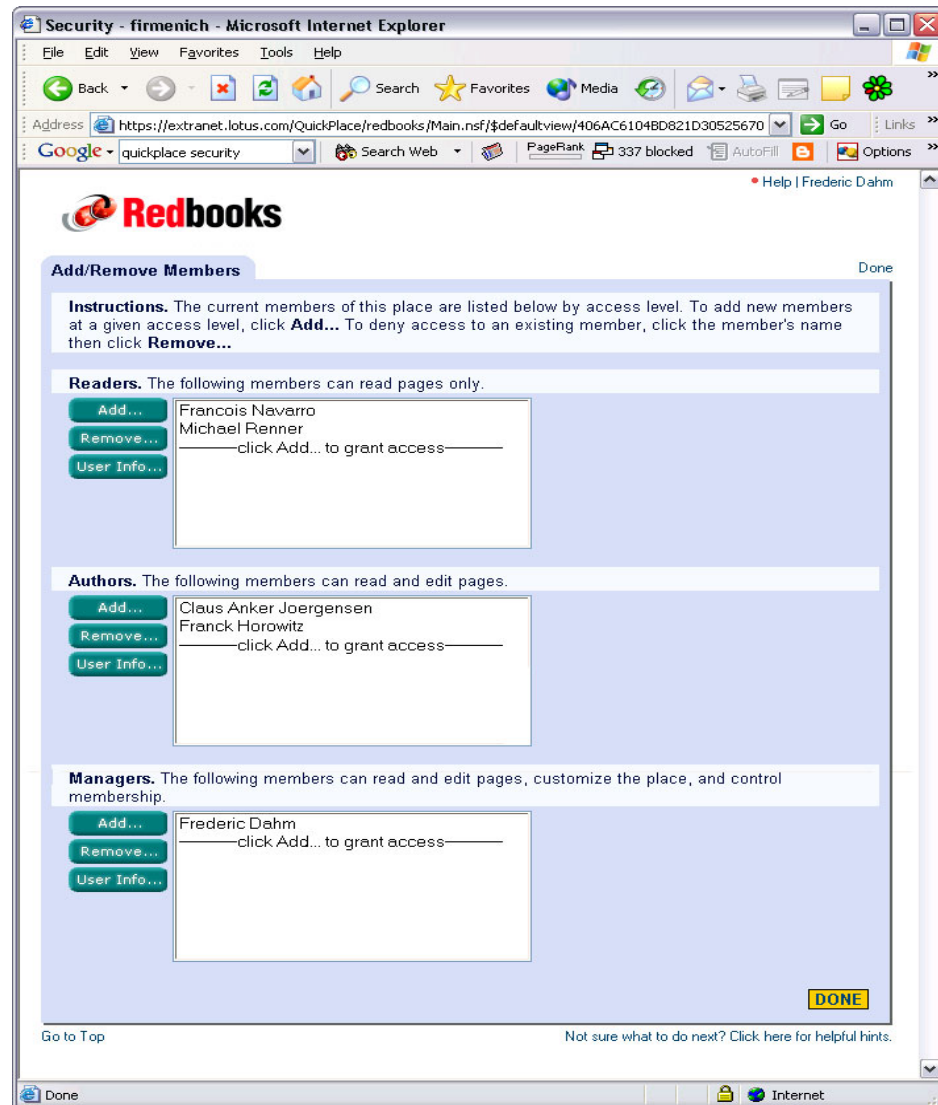 Security - firmenich - Microsoft Internet Explorer
File Edit View Favorites Tools Help
Back Search Favorites Media »
Address https://extranet.lotus.com/QuickPlace/redbooks/Main.nsf/$defaultview/406AC6104BD821D30525670 Go Links »
Google quickplace security Search Web PageRank 337 blocked AutoFill Options »
Help | Frederic Dahm
Redbooks
Add/Remove Members
Done
Instructions. The current members of this place are listed below by access level. To add new members
at a given access level, click Add... To deny access to an existing member, click the member's name
then click Remove...
Readers. The following members can read pages only.
Add...
Remove...
User Info...
Francois Navarro
Michael Renner
———click Add... to grant access———
Authors. The following members can read and edit pages.
Add...
Remove...
User Info...
Claus Anker Joergensen
Franck Horowitz
———click Add... to grant access———
Managers. The following members can read and edit pages, customize the place, and control
membership.
Add...
Remove...
User Info...
Frederic Dahm
———click Add... to grant access———
DONE
Go to Top
Not sure what to do next? Click here for helpful hints.
Done
Internet